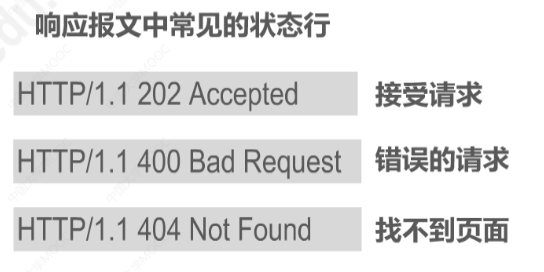 响应报文中常见的状态行
HTTP/1.1 202 Accepted 接受请求
HTTP/1.1 400 Bad Request 错误的请求
HTTP/1.1 404 Not Found 找不到页面